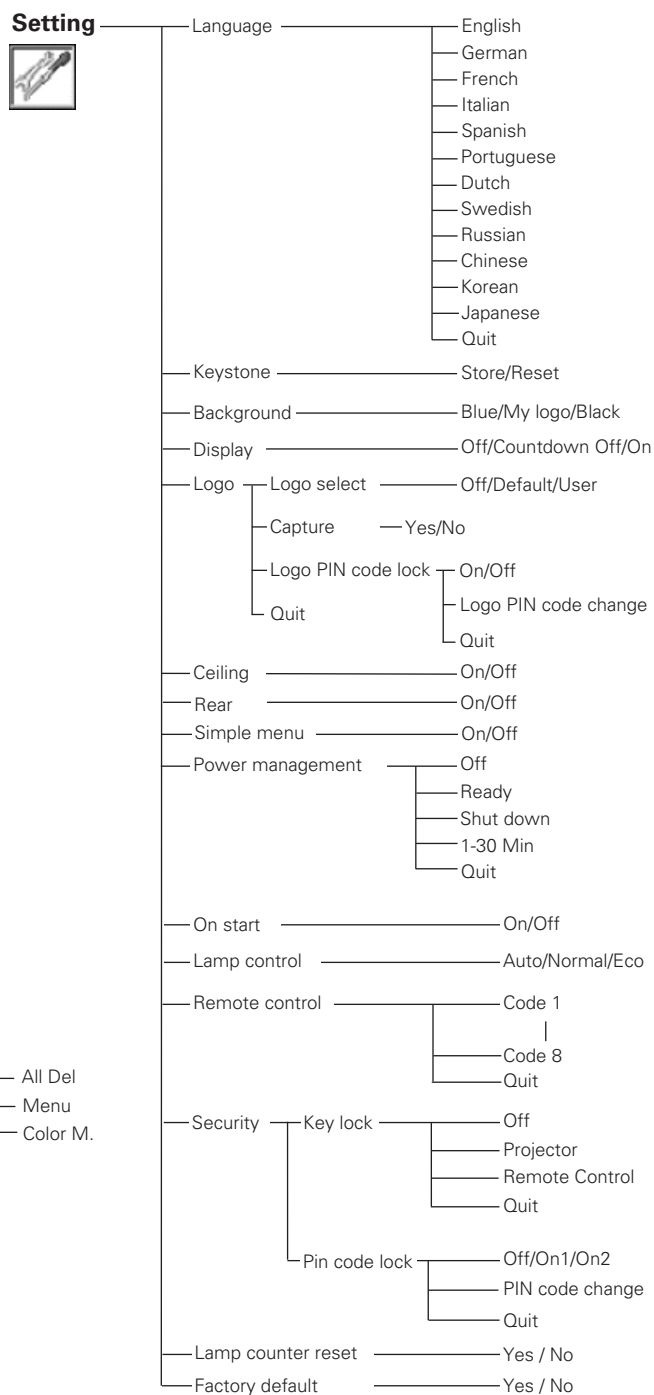 Setting
Language
English
German
French
Italian
Spanish
Portuguese
Dutch
Swedish
Russian
Chinese
Korean
Japanese
Quit
Keystone Store/Reset
Background Blue/My logo/Black
Display Off/Countdown Off/On
Logo Logo select Off/Default/User
Capture Yes/No
Logo PIN code lock On/Off
Logo PIN code change
Quit
Quit
Ceiling On/Off
Rear On/Off
Simple menu On/Off
Power management Off
Ready
Shut down
1-30 Min
Quit
On start On/Off
Lamp control Auto/Normal/Eco
Remote control Code 1
Code 8
Quit
All Del
Menu
Color M.
Security Key lock Off
Projector
Remote Control
Quit
Pin code lock Off/On1/On2
PIN code change
Quit
Lamp counter reset Yes / No
Factory default Yes / No